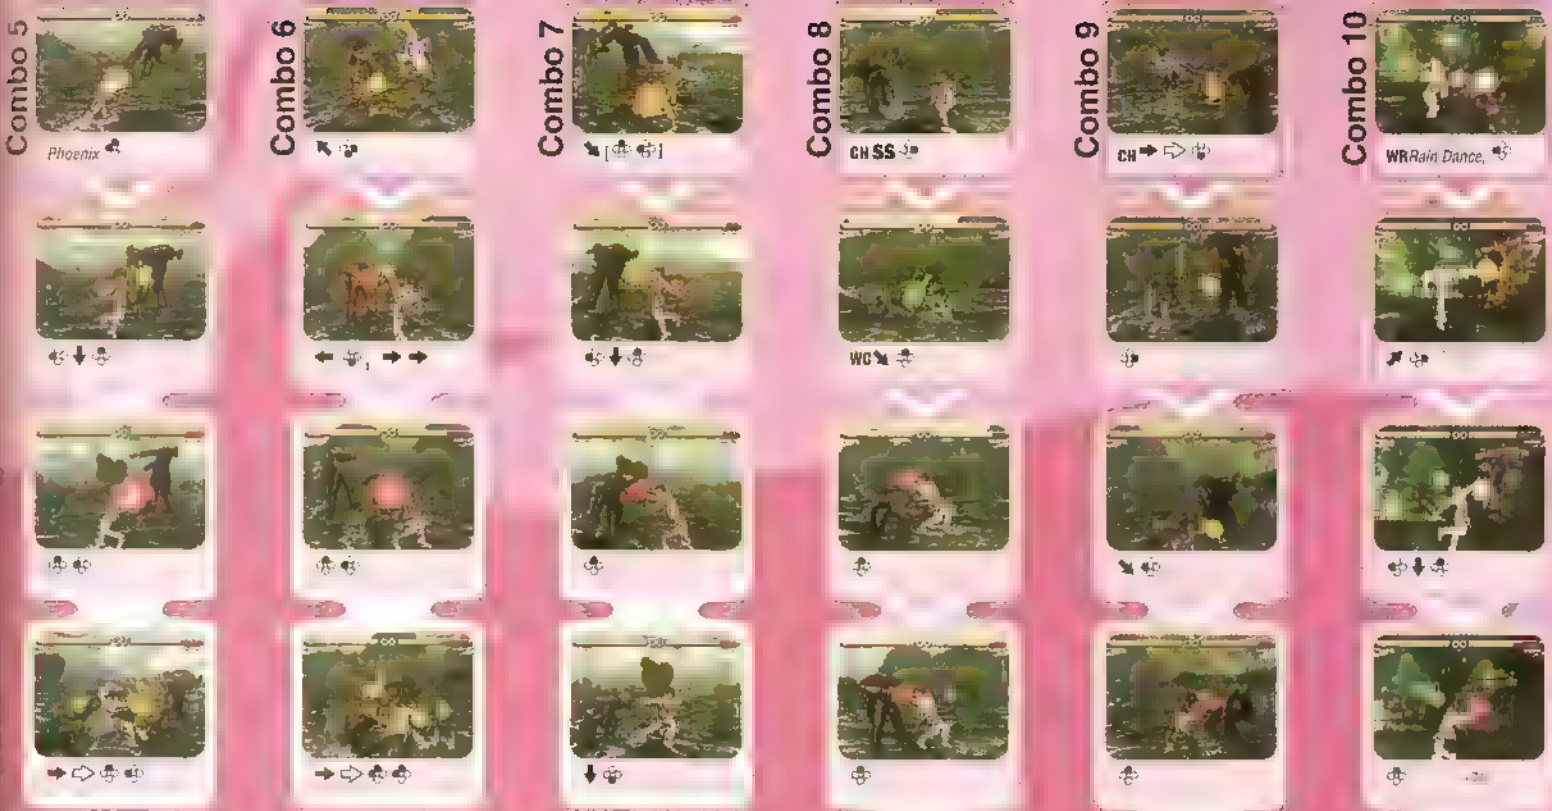 Combo 5
Combo 6
Combo 7
Combo 8
Combo 9
Combo 10
Phoenix
[ ]
CH SS
CH
WR Rain Dance,
,
WC